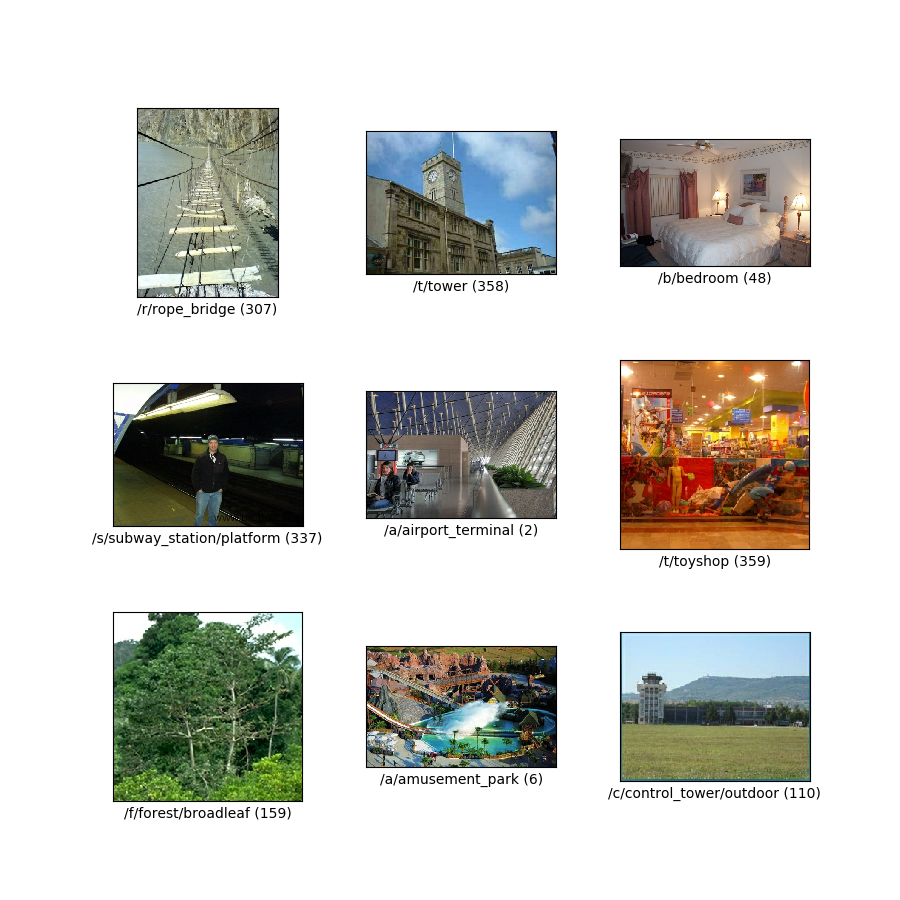 /r/rope_bridge (307)
/t/tower (358)
/b/bedroom (48)
/s/subway_station/platform (337)
/a/airport_terminal (2)
/t/toyshop (359)
/f/forest/broadleaf (159)
/a/amusement_park (6)
/c/control_tower/outdoor (110)